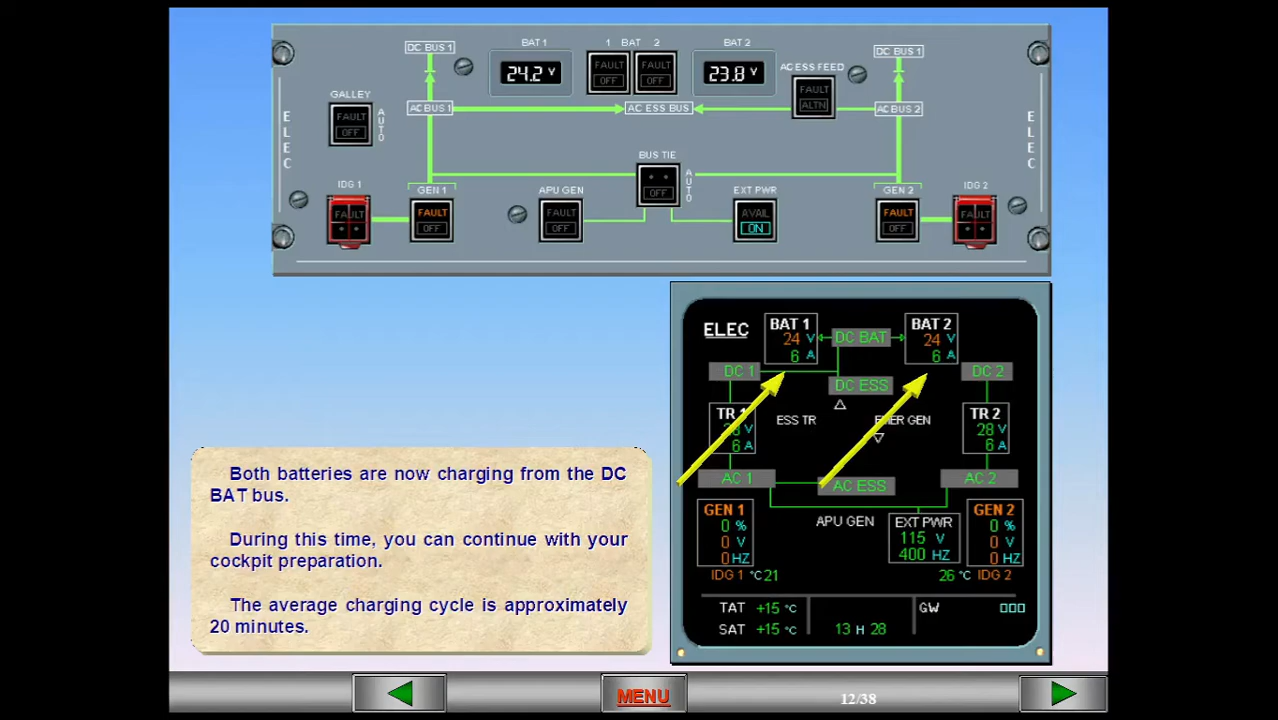 BAT 1
1 BAT 2
BAT 2
DC BUS 1
24.2 V
FAULT
OFF
FAULT
OFF
23.8 V
AC ESS FEED
DC BUS 1
GALLEY
FAULT
OFF
AUTO
AC BUS 1
AC ESS BUS
FAULT
ALTN
AC BUS 2
ELEC
ELEC
BUS TIE
OFF
AUTO
IDG 1
GEN 1
APU GEN
EXT PWR
GEN 2
IDG 2
FAULT
FAULT
OFF
FAULT
OFF
AVAIL
ON
FAULT
OFF
FAULT
ELEC
BAT 1
24 V
6 A
DC BAT
BAT 2
24 V
6 A
DC 1
DC ESS
DC 2
TR 1
28 V
6 A
ESS TR
EMER GEN
TR 2
28 V
6 A
AC 1
AC ESS
AC 2
GEN 1
0 %
0 V
0 HZ
APU GEN
EXT PWR
115 V
400 HZ
GEN 2
0 %
0 V
0 HZ
IDG 1 °C 21
26 °C IDG 2
TAT +15 °C
GW
SAT +15 °C
13 H 28
Both batteries are now charging from the DC
BAT bus.
During this time, you can continue with your
cockpit preparation.
The average charging cycle is approximately
20 minutes.
MENU
12/38